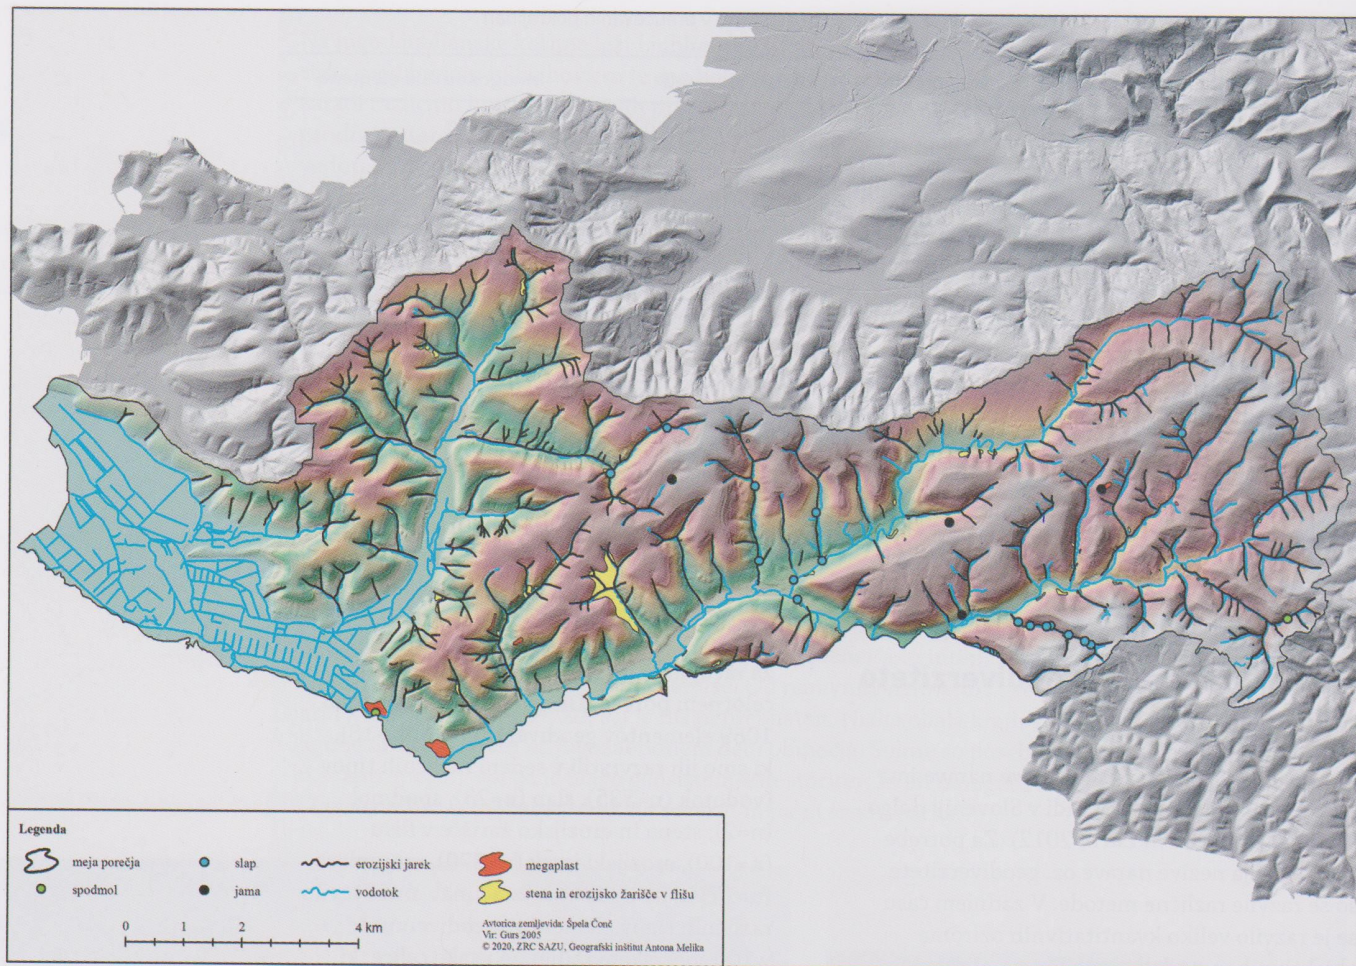 Legenda
meja porečja
spodmol
slap
jama
erozijski jarek
vodotok
megaplast
stena in erozijsko žarišče v flišu
0 1 2 4 km
Avtorica zemljevida: Špela Čonč
Vir: Gurs 2005
© 2020, ZRC SAZU, Geografski inštitut Antona Melika